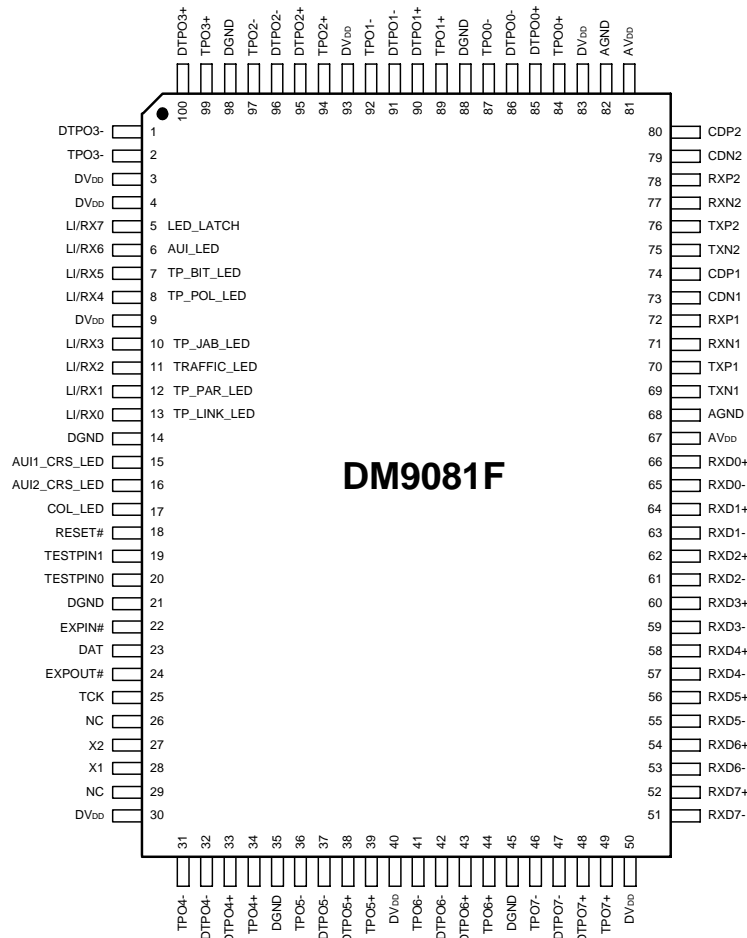 DTPO3+
TPO3+
DGND
TPO2-
DTPO2-
DTPO2+
TPO2+
DVDD
TPO1-
DTPO1-
DTPO1+
TPO1+
DGND
TPO0-
DTPO0-
DTPO0+
TPO0+
DVDD
AGND
AVDD
100
99
98
97
96
95
94
93
92
91
90
89
88
87
86
85
84
83
82
81
DTPO3- 1
TPO3- 2
DVDD 3
DVDD 4
LI/RX7 5 LED_LATCH
LI/RX6 6 AUI_LED
LI/RX5 7 TP_BIT_LED
LI/RX4 8 TP_POL_LED
DVDD 9
LI/RX3 10 TP_JAB_LED
LI/RX2 11 TRAFFIC_LED
LI/RX1 12 TP_PAR_LED
LI/RX0 13 TP_LINK_LED
DGND 14
AUI1_CRS_LED 15
AUI2_CRS_LED 16
COL_LED 17
RESET# 18
TESTPIN1 19
TESTPIN0 20
DGND 21
EXPIN# 22
DAT 23
EXPOUT# 24
TCK 25
NC 26
X2 27
X1 28
NC 29
DVDD 30
DM9081F
80 CDP2
79 CDN2
78 RXP2
77 RXN2
76 TXP2
75 TXN2
74 CDP1
73 CDN1
72 RXP1
71 RXN1
70 TXP1
69 TXN1
68 AGND
67 AVDD
66 RXD0+
65 RXD0-
64 RXD1+
63 RXD1-
62 RXD2+
61 RXD2-
60 RXD3+
59 RXD3-
58 RXD4+
57 RXD4-
56 RXD5+
55 RXD5-
54 RXD6+
53 RXD6-
52 RXD7+
51 RXD7-
31
32
33
34
35
36
37
38
39
40
41
42
43
44
45
46
47
48
49
50
TPO4-
DTPO4-
DTPO4+
TPO4+
DGND
TPO5-
DTPO5-
DTPO5+
TPO5+
DVDD
TPO6-
DTPO6-
DTPO6+
TPO6+
DGND
TPO7-
DTPO7-
DTPO7+
TPO7+
DVDD